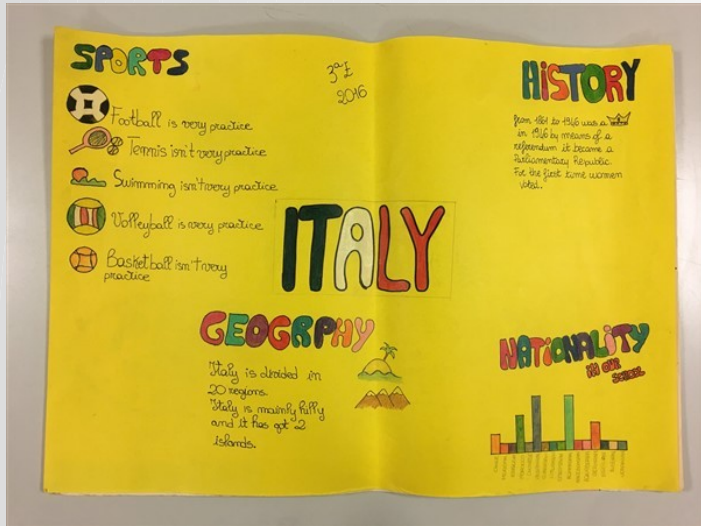 SPORTS
Football is very practice
Tennis isn't very practice
Swimming isn't very practice
Volleyball is very practice
Basketball isn't very
practice
3ª E
2016
HiSTORY
From 1861 to 1946 was a
in 1946 by means of a
referendum it became a
Parliamentary Republic.
For the first time women
voted.
ITALY
GEOGRPHY
Italy is divided in
20 regions.
Italy is mainly hilly
and it has got 2
islands.
NATiONALiTY
iN OUR
SCHOOL